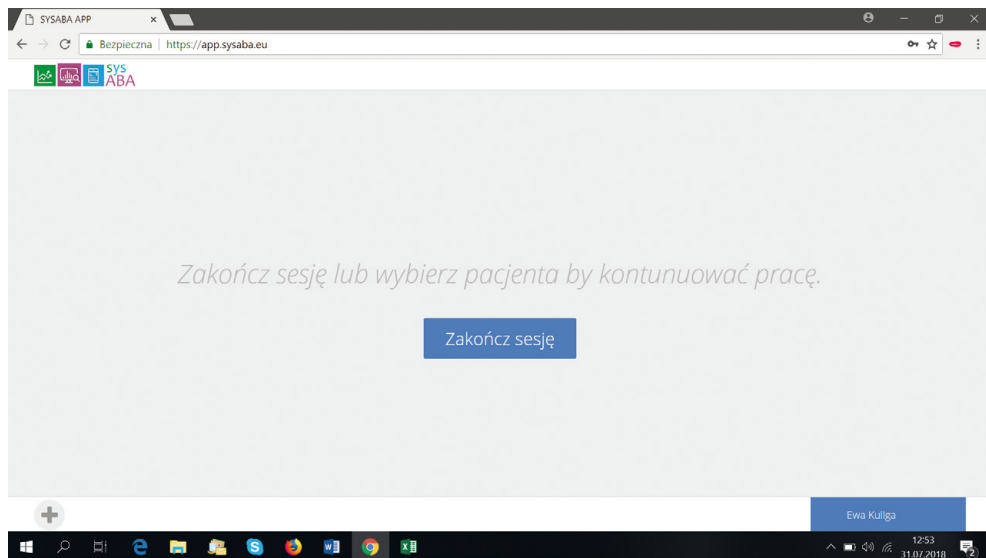 SYSABA APP
Bezpieczna | https://app.sysaba.eu
sys
ABA
Zakończ sesję lub wybierz pacjenta by kontunuować pracę.
Zakończ sesję
Ewa Kuliga
12:53
31.07.2018
2